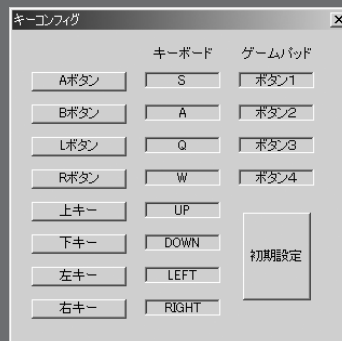 キーコンフィグ
キーボード ゲームパッド
Aボタン S ボタン1
Bボタン A ボタン2
Lボタン Q ボタン3
Rボタン W ボタン4
上キー UP
下キー DOWN
初期設定
左キー LEFT
右キー RIGHT